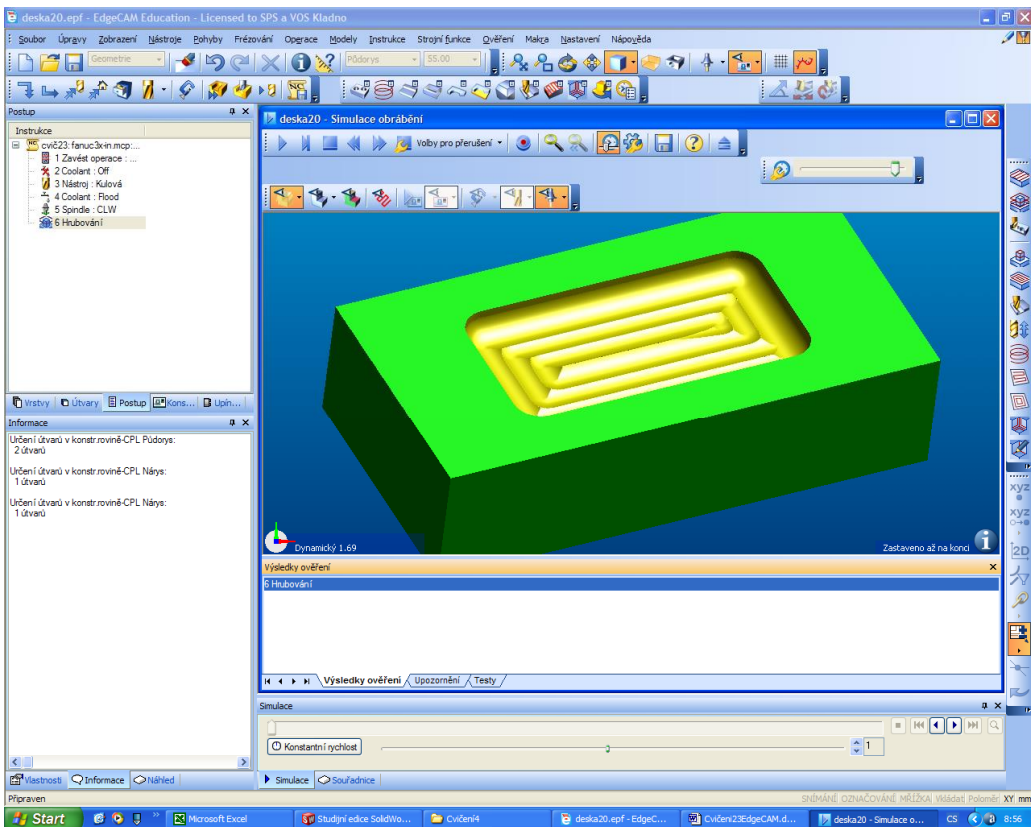 deska20.epf - EdgeCAM Education - Licensed to SPS a VOS Kladno
Soubor Úpravy Zobrazení Nástroje Pohyby Frézování Operace Modely Instrukce Strojní funkce Ověření Makra Nastavení Nápověda
Geometrie Půdorys S5.00
Postup
Instrukce
cvič23: fanuc3x-in.mcp:...
1 Zavést operace : ...
2 Coolant : Off
3 Nástroj : Kulová
4 Coolant : Flood
5 Spindle : CLW
6 Hrubování
Vrstvy Útvary Postup Kons... Upín...
Informace
Určení útvarů v konstr.rovině-CPL Půdorys:
2 útvarů
Určení útvarů v konstr.rovině-CPL Nárys:
1 útvarů
Určení útvarů v konstr.rovině-CPL Nárys:
1 útvarů
Vlastnosti Informace Náhled
deska20 - Simulace obrábění
Volby pro přerušení
Dynamický 1.69
Zastaveno až na konci
Výsledky ověření
6 Hrubování
Výsledky ověření Upozornění Testy
Simulace
Konstantní rychlost 1
Simulace Souřadnice
xyz
xyz
2D
Připraven
SNÍMÁNÍ OZNAČOVÁNÍ MŘÍŽKA Vkládat Poloměr XY mm
Start Microsoft Excel Studijní edice SolidWo... Cvičení4 deska20.epf - EdgeC... Cvičení23EdgeCAM.d... deska20 - Simulace o... CS 8:56